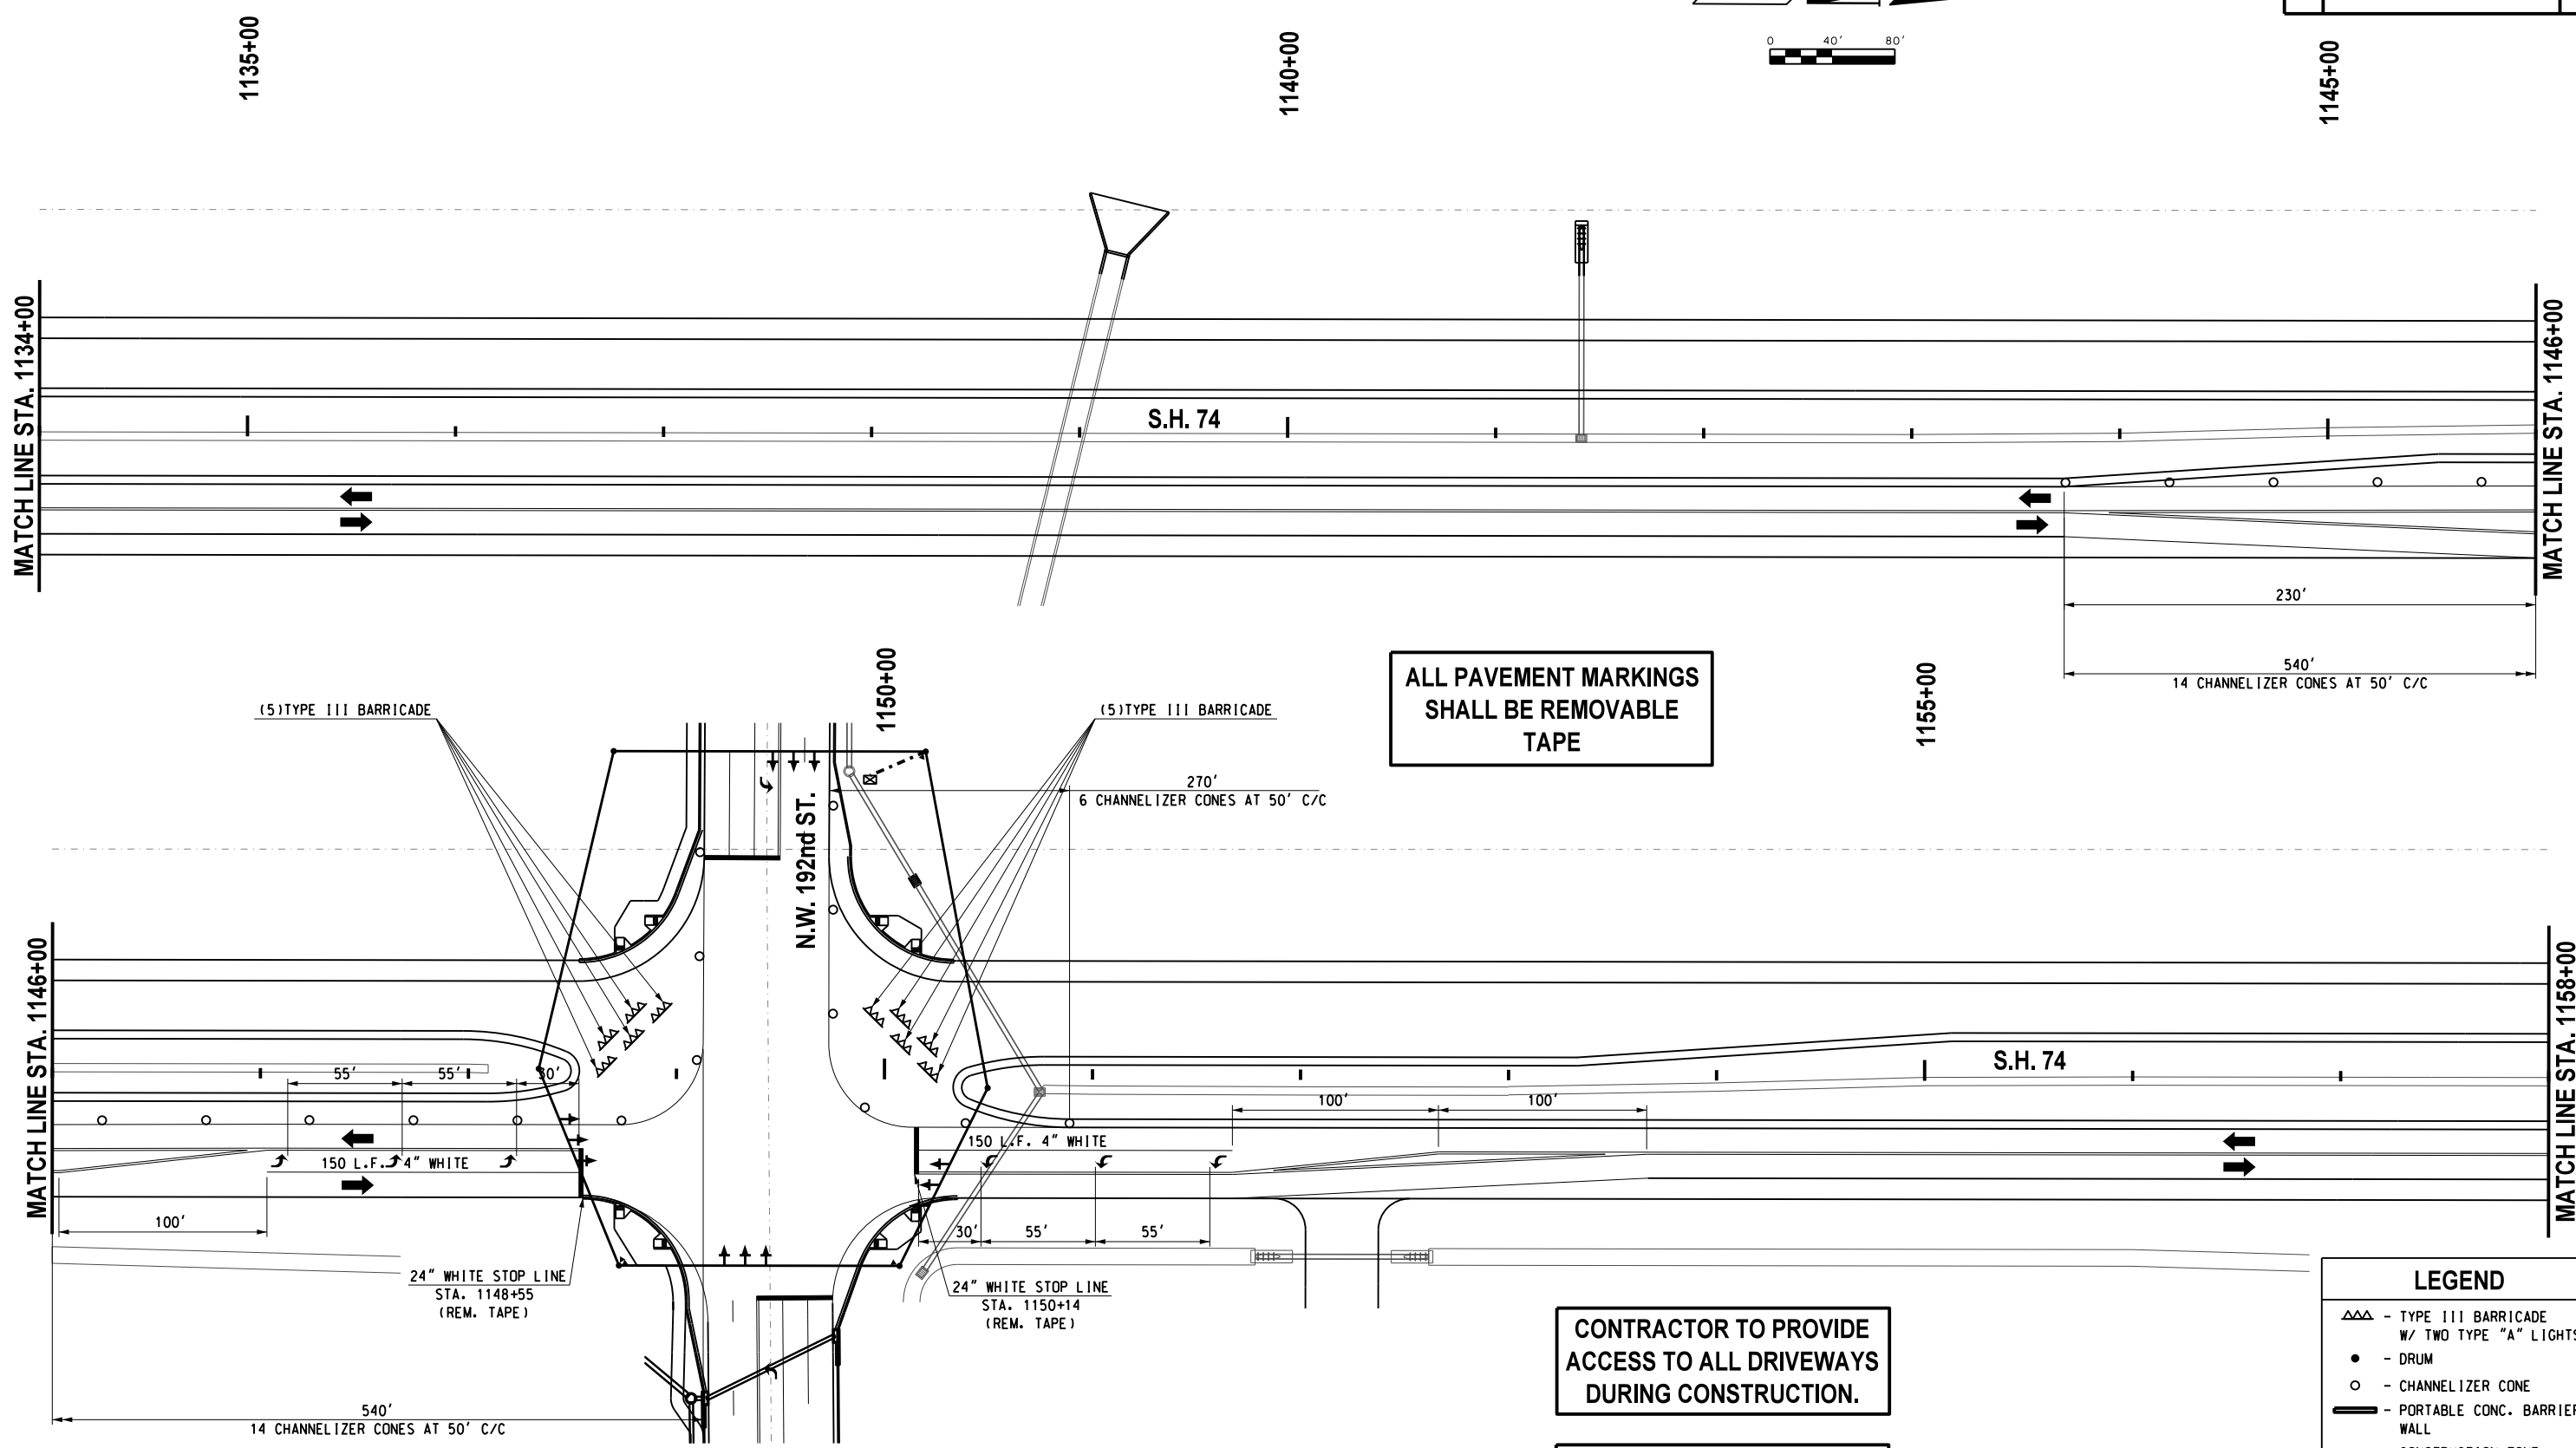 1135+00
1140+00
0 40' 80'
1145+00
MATCH LINE STA. 1134+00
S.H. 74
MATCH LINE STA. 1146+00
230'
540'
14 CHANNELIZER CONES AT 50' C/C
ALL PAVEMENT MARKINGS
SHALL BE REMOVABLE
TAPE
1150+00
1155+00
(5)TYPE III BARRICADE
(5)TYPE III BARRICADE
270'
6 CHANNELIZER CONES AT 50' C/C
N.W. 192nd ST.
MATCH LINE STA. 1146+00
S.H. 74
MATCH LINE STA. 1158+00
55' 55' 30'
100' 100'
150 L.F. 4" WHITE
150 L.F. 4" WHITE
100'
30' 55' 55'
24" WHITE STOP LINE
STA. 1148+55
(REM. TAPE)
24" WHITE STOP LINE
STA. 1150+14
(REM. TAPE)
540'
14 CHANNELIZER CONES AT 50' C/C
CONTRACTOR TO PROVIDE
ACCESS TO ALL DRIVEWAYS
DURING CONSTRUCTION.
LEGEND
- TYPE III BARRICADE
W/ TWO TYPE "A" LIGHTS
- DRUM
- CHANNELIZER CONE
- PORTABLE CONC. BARRIER
WALL